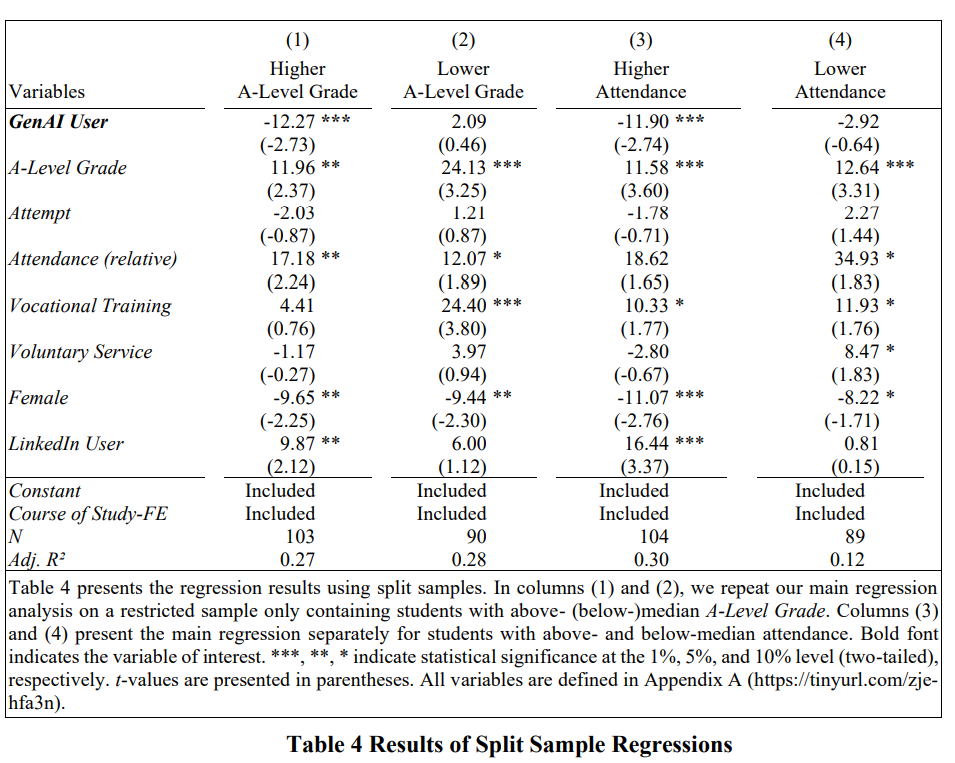 (1) (2) (3) (4)
Higher Lower Higher Lower
Variables A-Level Grade A-Level Grade Attendance Attendance
GenAI User -12.27 *** 2.09 -11.90 *** -2.92
(-2.73) (0.46) (-2.74) (-0.64)
A-Level Grade 11.96 ** 24.13 *** 11.58 *** 12.64 ***
(2.37) (3.25) (3.60) (3.31)
Attempt -2.03 1.21 -1.78 2.27
(-0.87) (0.87) (-0.71) (1.44)
Attendance (relative) 17.18 ** 12.07 * 18.62 34.93 *
(2.24) (1.89) (1.65) (1.83)
Vocational Training 4.41 24.40 *** 10.33 * 11.93 *
(0.76) (3.80) (1.77) (1.76)
Voluntary Service -1.17 3.97 -2.80 8.47 *
(-0.27) (0.94) (-0.67) (1.83)
Female -9.65 ** -9.44 ** -11.07 *** -8.22 *
(-2.25) (-2.30) (-2.76) (-1.71)
LinkedIn User 9.87 ** 6.00 16.44 *** 0.81
(2.12) (1.12) (3.37) (0.15)
Constant Included Included Included Included
Course of Study-FE Included Included Included Included
N 103 90 104 89
Adj. R² 0.27 0.28 0.30 0.12
Table 4 presents the regression results using split samples. In columns (1) and (2), we repeat our main regression
analysis on a restricted sample only containing students with above- (below-)median A-Level Grade. Columns (3)
and (4) present the main regression separately for students with above- and below-median attendance. Bold font
indicates the variable of interest. ***, **, * indicate statistical significance at the 1%, 5%, and 10% level (two-tailed),
respectively. t-values are presented in parentheses. All variables are defined in Appendix A (https://tinyurl.com/zje-
hfa3n).
Table 4 Results of Split Sample Regressions